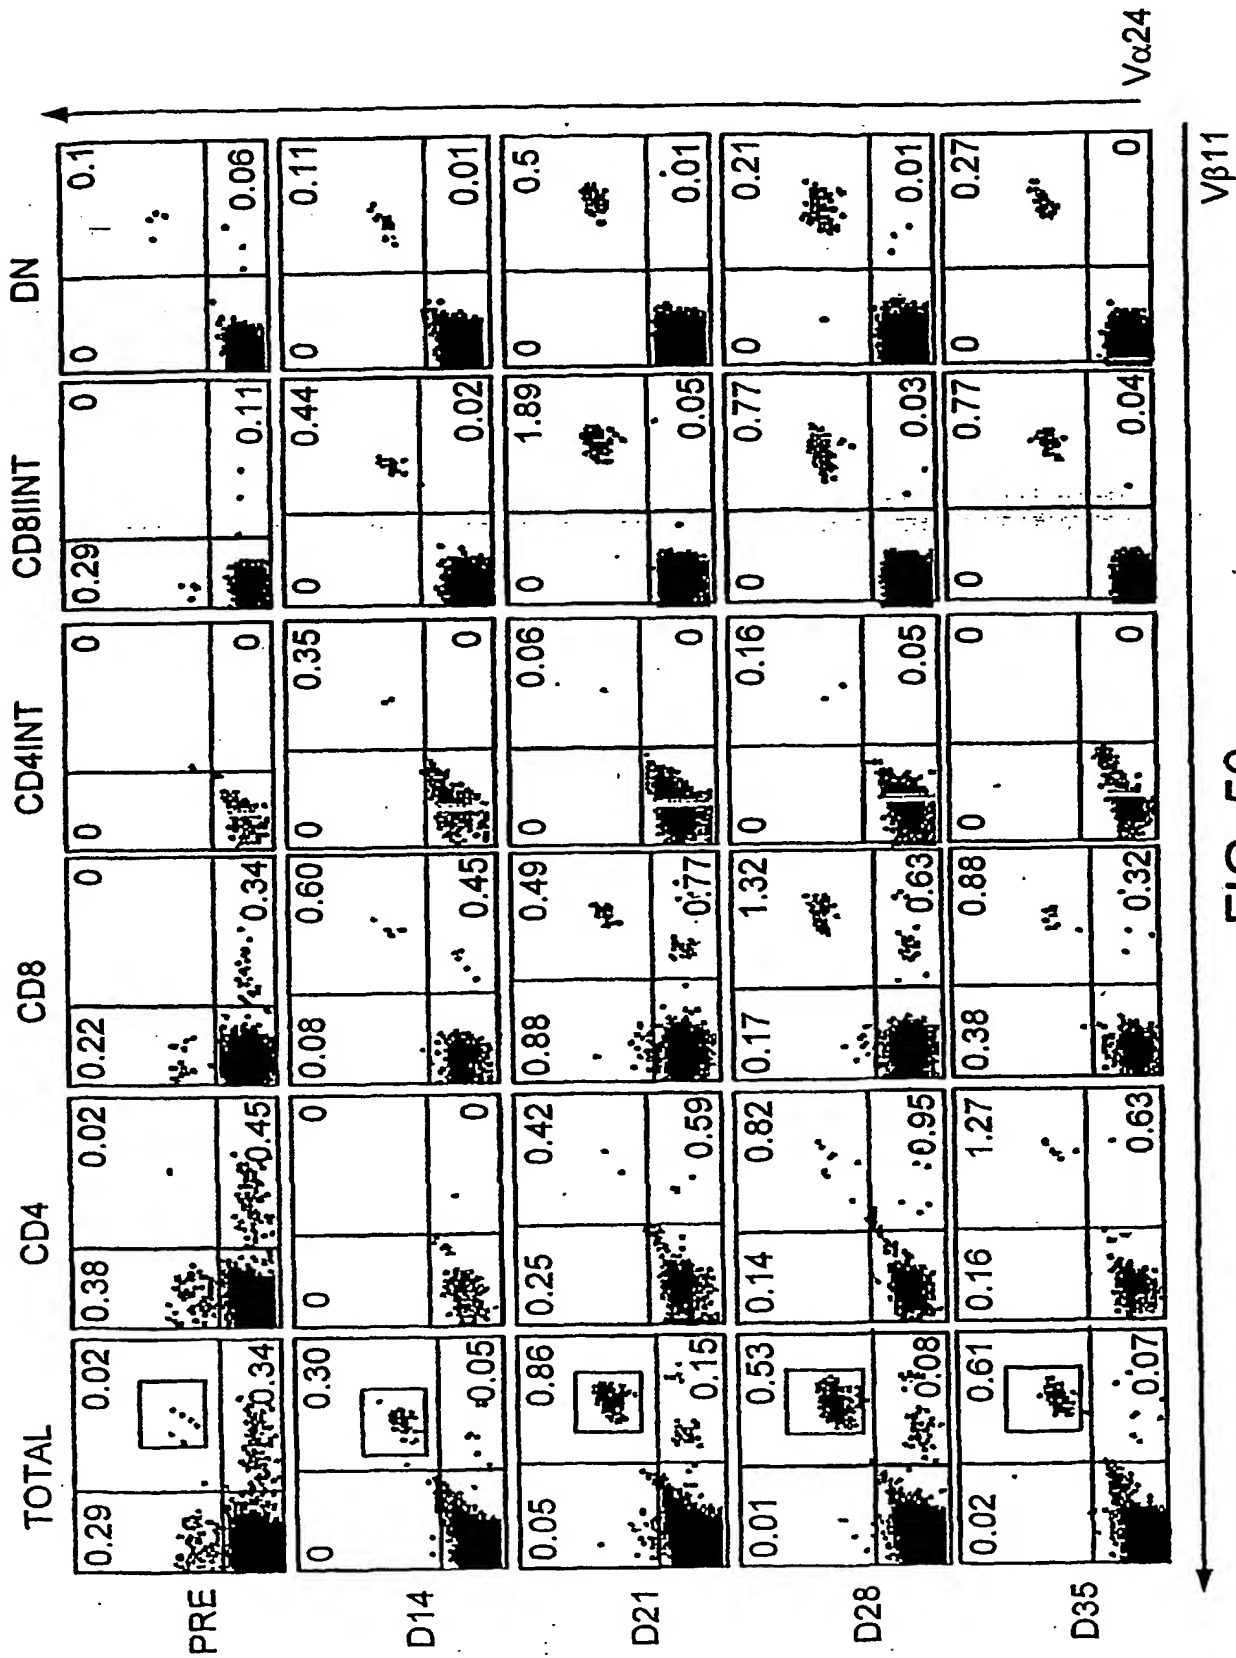 TOTAL CD4 CD8 CD4INT CD8IINT DN
PRE
0.29 0.02 0.38 0.02 0.22 0 0 0 0.29 0 0 0.1
0.34 0.45 0.34 0 0.11 0.06
D14
0 0.30 0 0 0.08 0.60 0 0.35 0 0.44 0 0.11
0.05 0 0.45 0 0.02 0.01
D21
0.05 0.86 0.25 0.42 0.88 0.49 0 0.06 0 1.89 0 0.5
0.15 0.59 0.77 0 0.05 0.01
D28
0.01 0.53 0.14 0.82 0.17 1.32 0 0.16 0 0.77 0 0.21
0.08 0.95 0.63 0.05 0.03 0.01
D35
0.02 0.61 0.16 1.27 0.38 0.88 0 0 0 0.77 0 0.27
0.07 0.63 0.32 0 0.04 0
Vα24
Vβ11